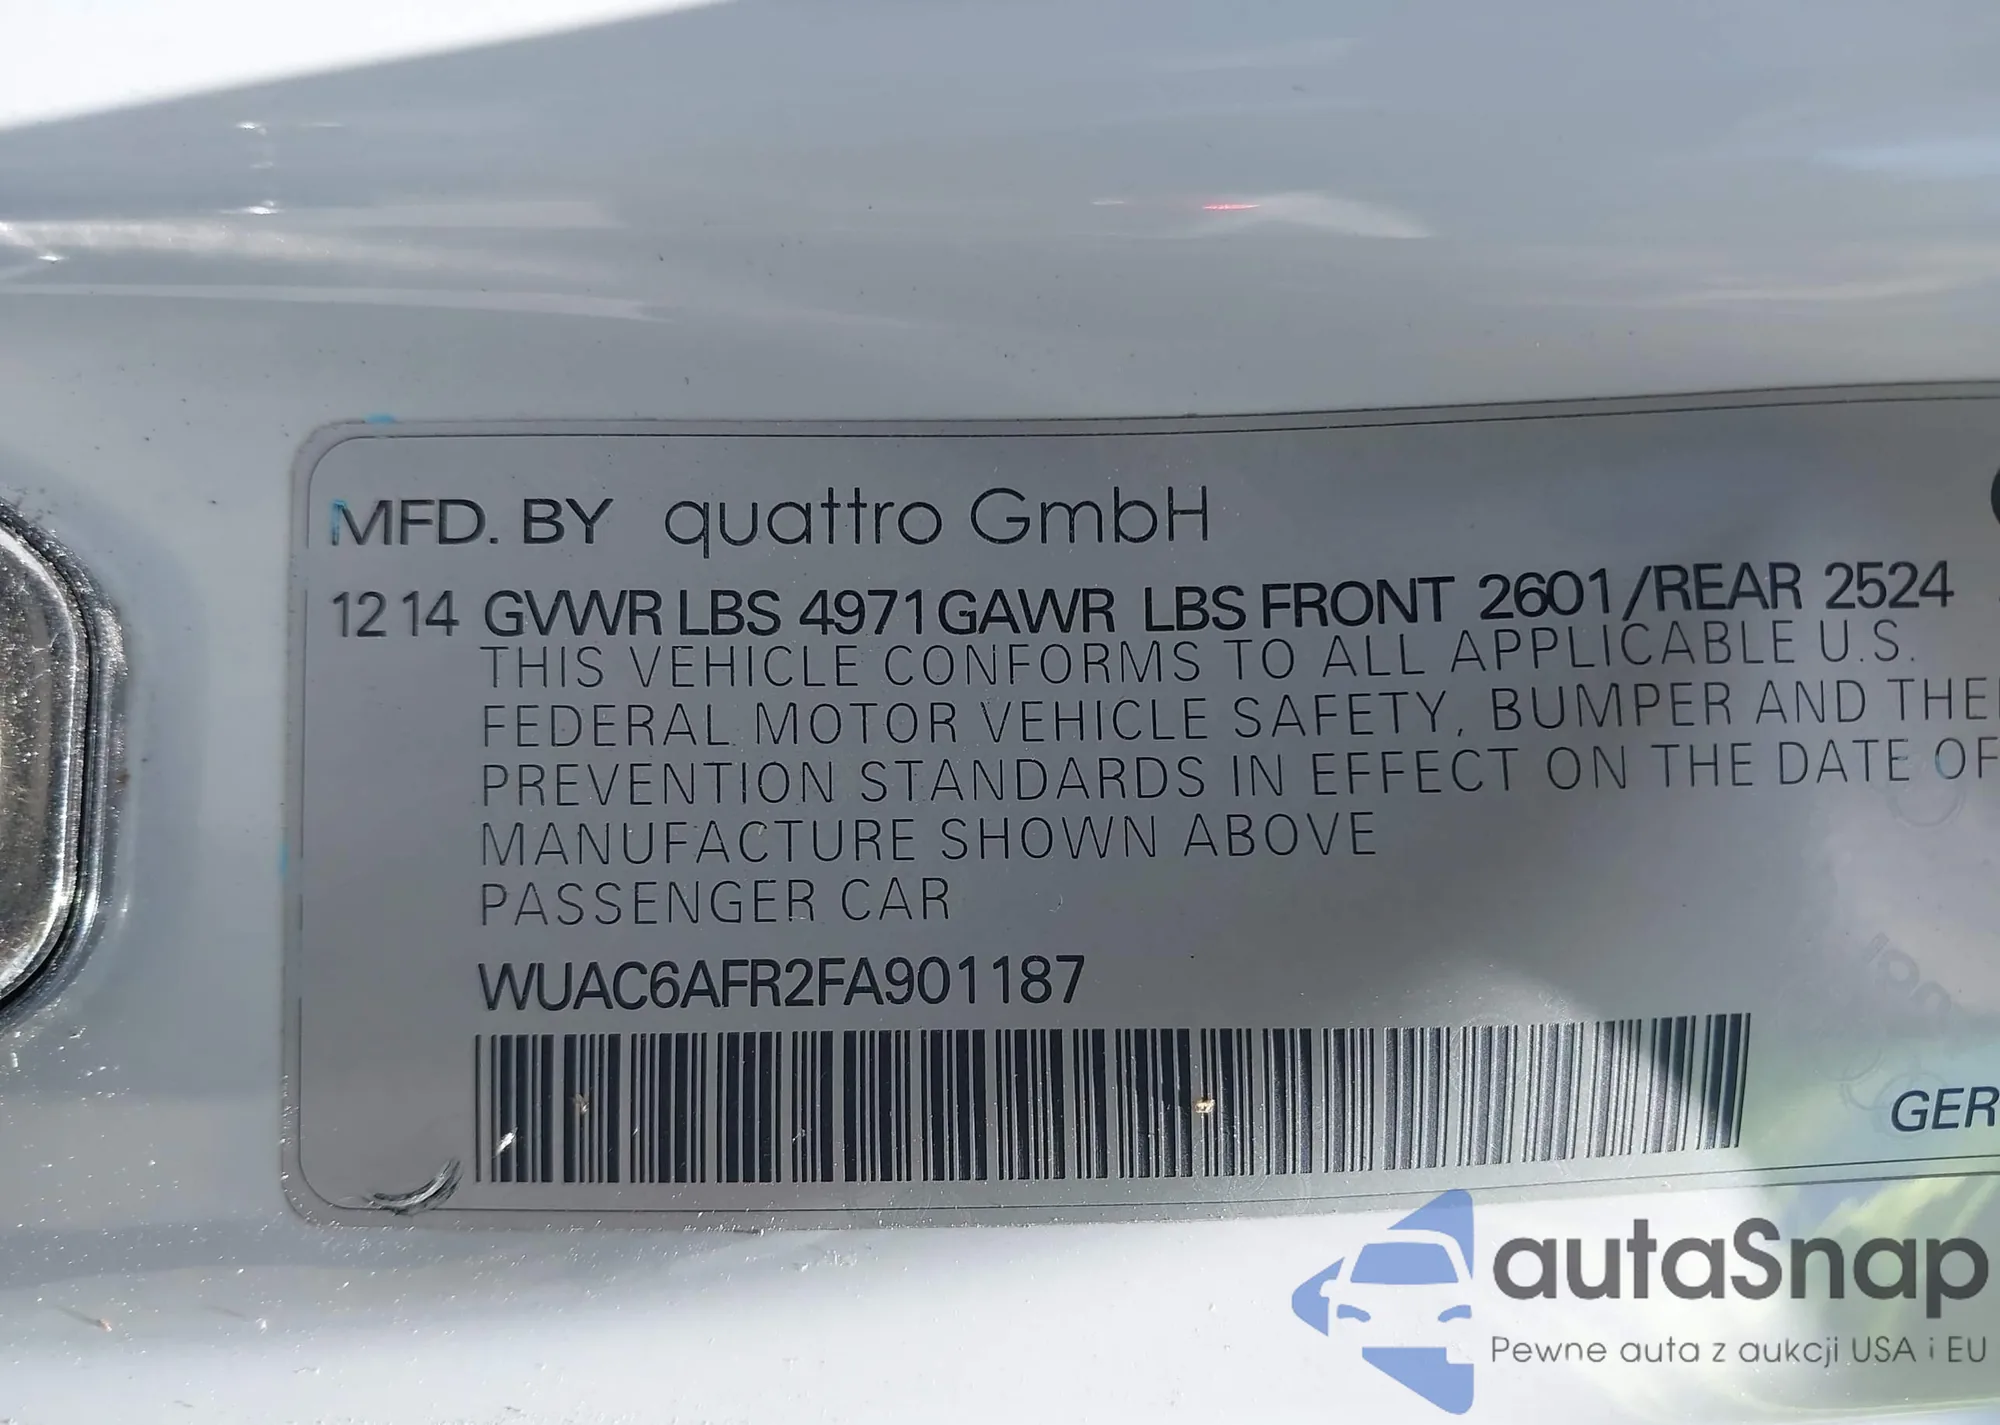 MFD. BY quattro GmbH
12 14 GVWR LBS 4971 GAWR LBS FRONT 2601/REAR 2524
THIS VEHICLE CONFORMS TO ALL APPLICABLE U.S.
FEDERAL MOTOR VEHICLE SAFETY, BUMPER AND THE
PREVENTION STANDARDS IN EFFECT ON THE DATE OF
MANUFACTURE SHOWN ABOVE
PASSENGER CAR
WUAC6AFR2FA901187
GER
autaSnap
Pewne auta z aukcji USA i EU